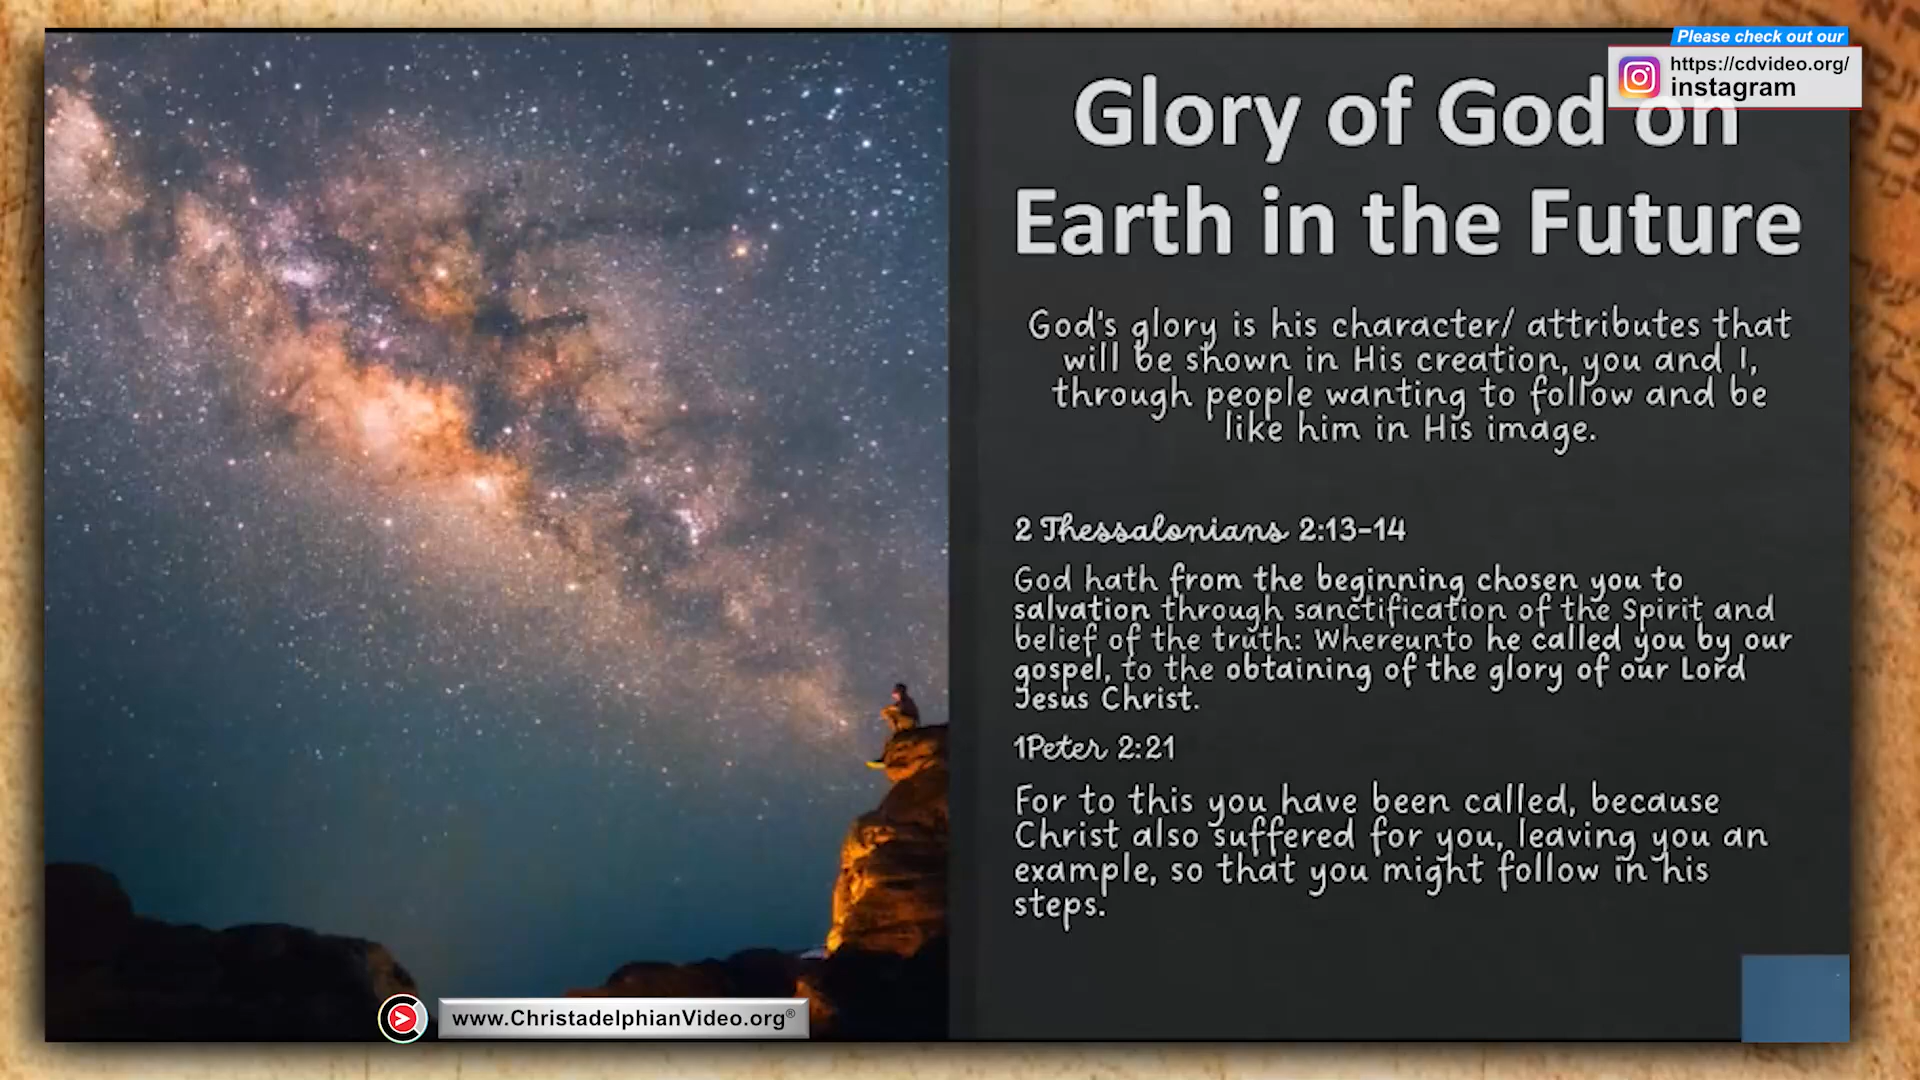 Please check out our
https://cdvideo.org/
instagram
Glory of God on
Earth in the Future
God's glory is his character/ attributes that
will be shown in His creation, you and I,
through people wanting to follow and be
like him in His image.
2 Thessalonians 2:13-14
God hath from the beginning chosen you to
salvation through sanctification of the Spirit and
belief of the truth: Whereunto he called you by our
gospel, to the obtaining of the glory of our Lord
Jesus Christ.
1Peter 2:21
For to this you have been called, because
Christ also suffered for you, leaving you an
example, so that you might follow in his
steps.
www.ChristadelphianVideo.org®